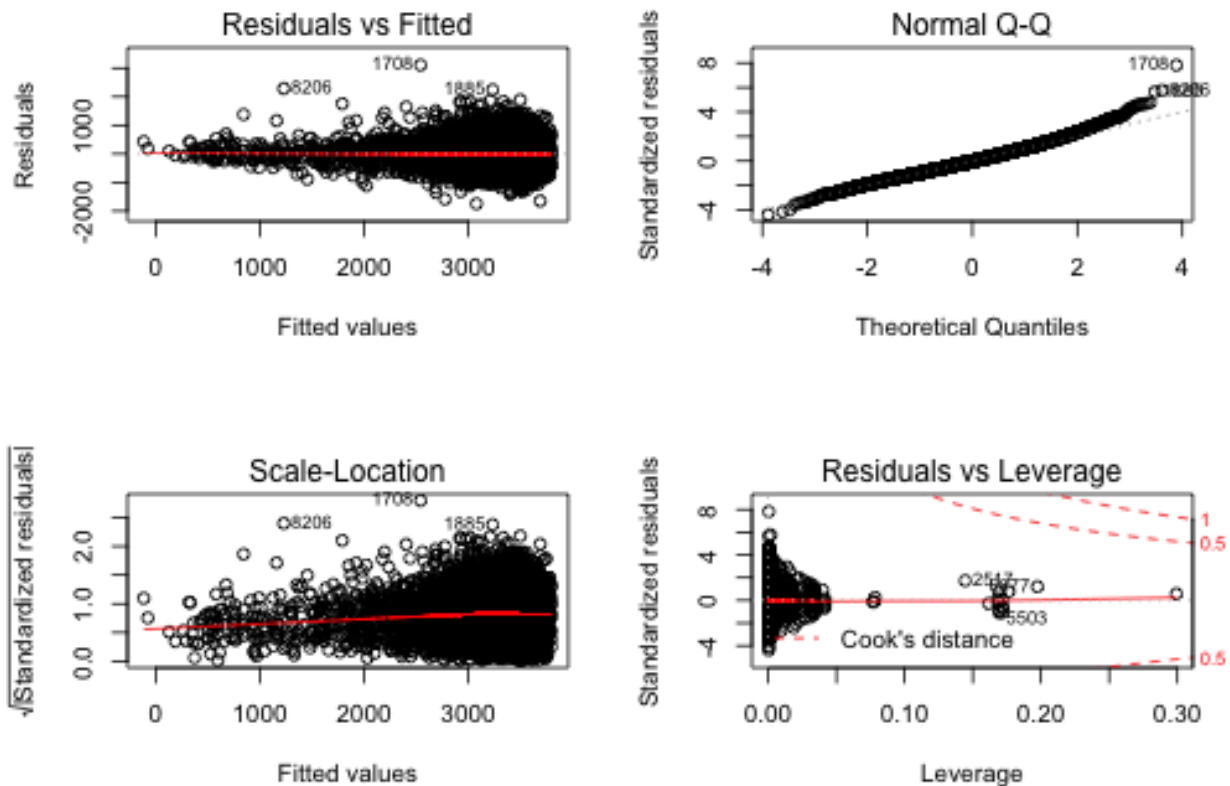 Residuals vs Fitted
Residuals
1000
-2000
1708
8206
1885
0 1000 2000 3000
Fitted values
Normal Q-Q
Standardized residuals
8
4
0
-4
1708
-4 -2 0 2 4
Theoretical Quantiles
Scale-Location
√|Standardized residuals|
2.0
1.0
0.0
1708
8206
1885
0 1000 2000 3000
Fitted values
Residuals vs Leverage
Standardized residuals
8
4
0
-4
2517
5503
Cook's distance
1
0.5
0.5
0.00 0.10 0.20 0.30
Leverage